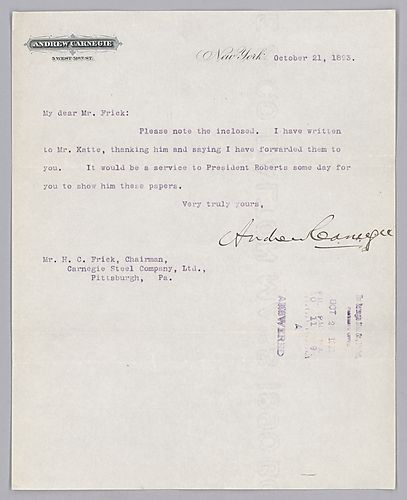 ANDREW CARNEGIE
5 WEST 51ST. ST.
New York October 21, 1893.
My dear Mr. Frick:
Please note the inclosed. I have written
to Mr. Katte, thanking him and saying I have forwarded them to
you. It would be a service to President Roberts some day for
you to show him these papers.
Very truly yours,
Andrew Carnegie
Mr. H. C. Frick, Chairman,
Carnegie Steel Company, Ltd.,
Pittsburgh, Pa.
ANSWERED
OCT 2